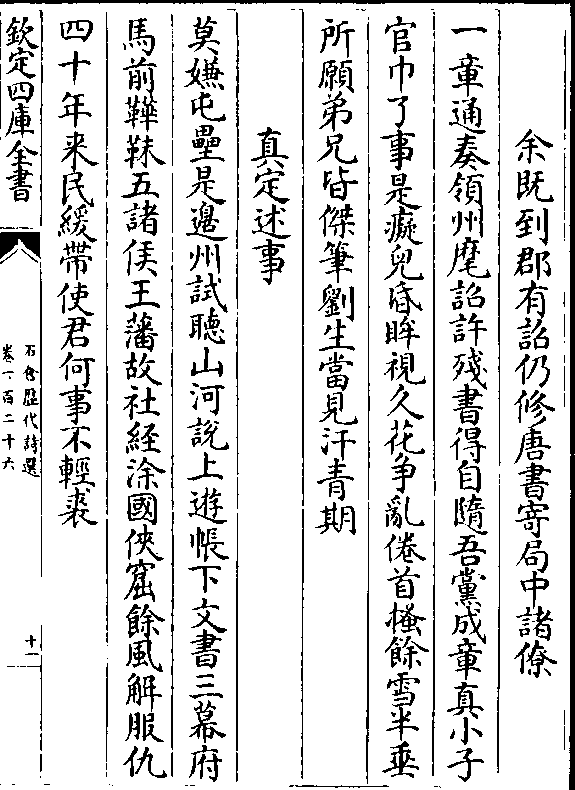 余既到郡有詔仍修唐書寄局中諸僚
一章通奏領州麾詔許殘書得自隨吾黨成章真小子
官巾了事是癡兒昏眸視久花争亂倦首搔餘雪半垂
所願弟兄皆傑筆劉生當見汗青期
真定述事
莫嫌屯壘是邉州試聽山河說上遊帳下文書三幕府
馬前鞾靺五諸侯王藩故社經涂國俠窟餘風解服仇
四十年来民緩帶使君何事不輕裘
欽定四庫全書
石倉歷代詩選
卷一百二十六
十一